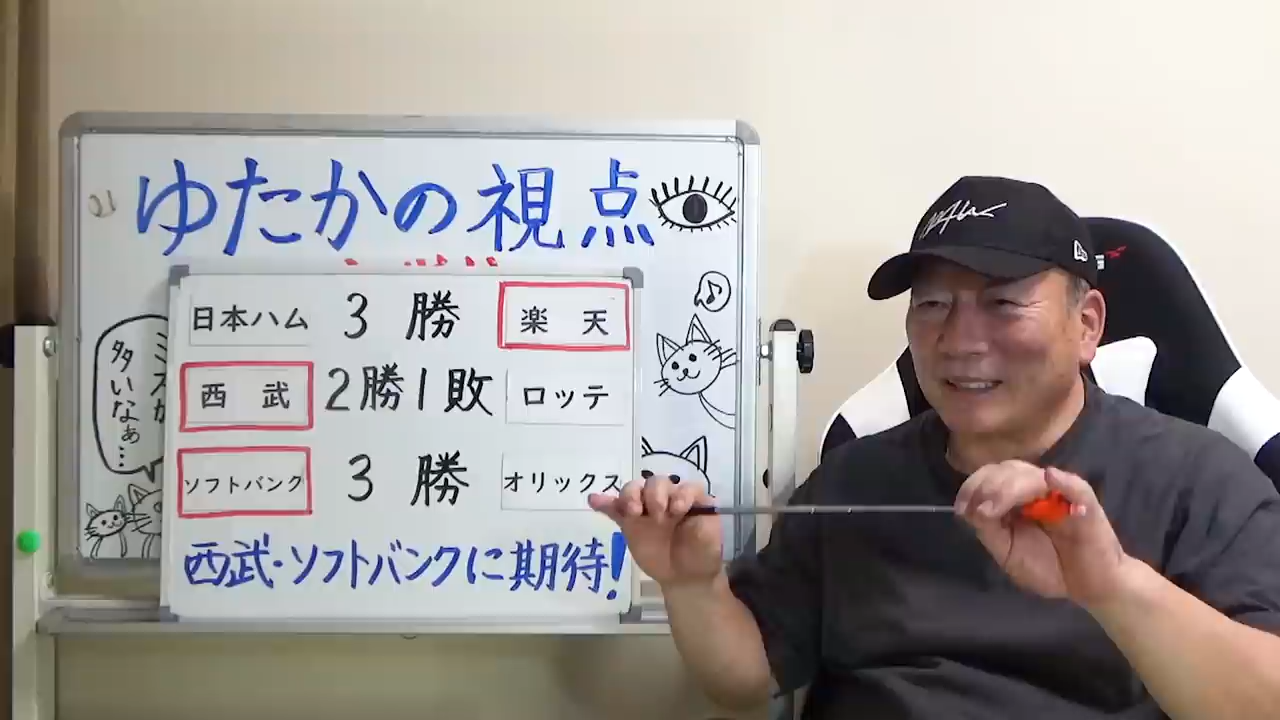 ゆたかの視点
日本ハム 3勝 楽天
西武 2勝1敗 ロッテ
ソフトバンク 3勝 オリックス
西武・ソフトバンクに期待!
ミスが
多いなぁ…